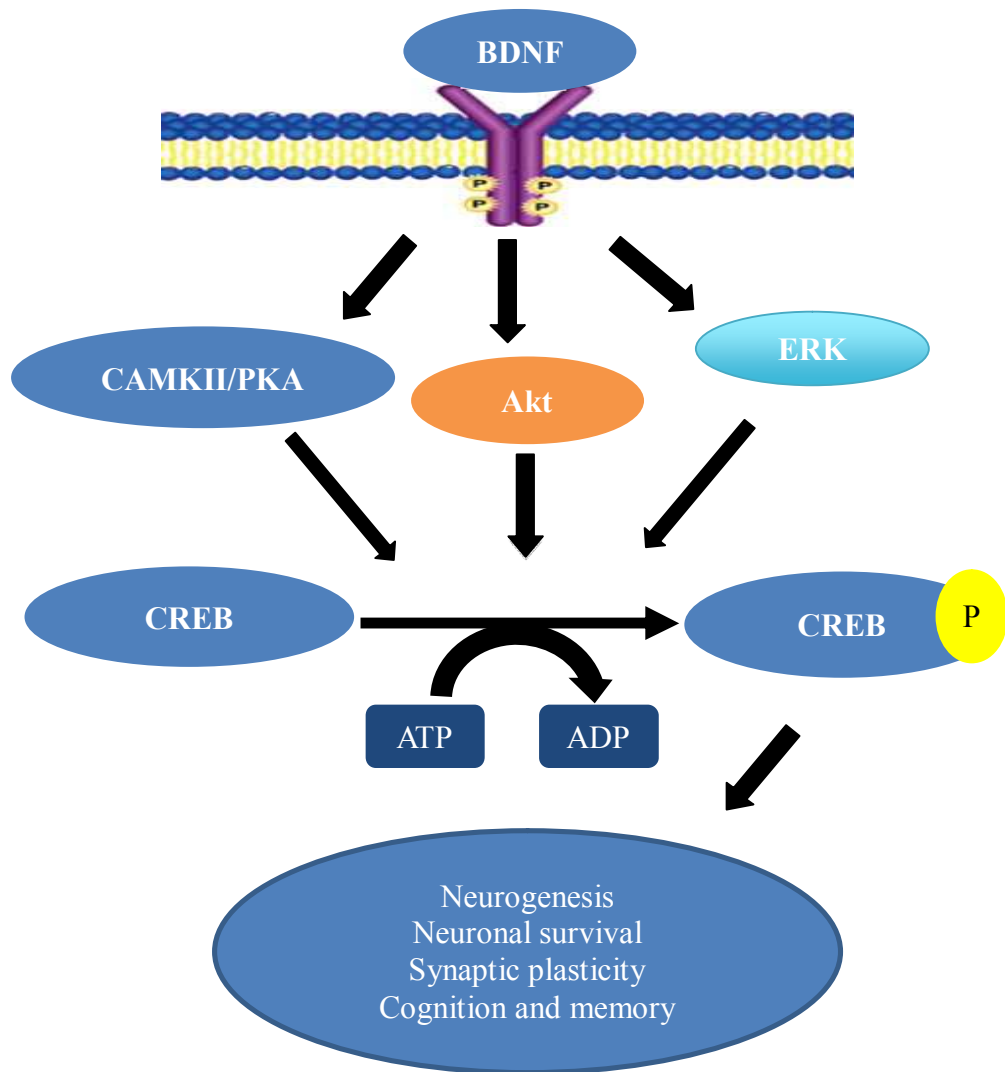 BDNF
P
P
P
P
CAMKII/PKA
Akt
ERK
CREB
CREB
P
ATP
ADP
Neurogenesis
Neuronal survival
Synaptic plasticity
Cognition and memory